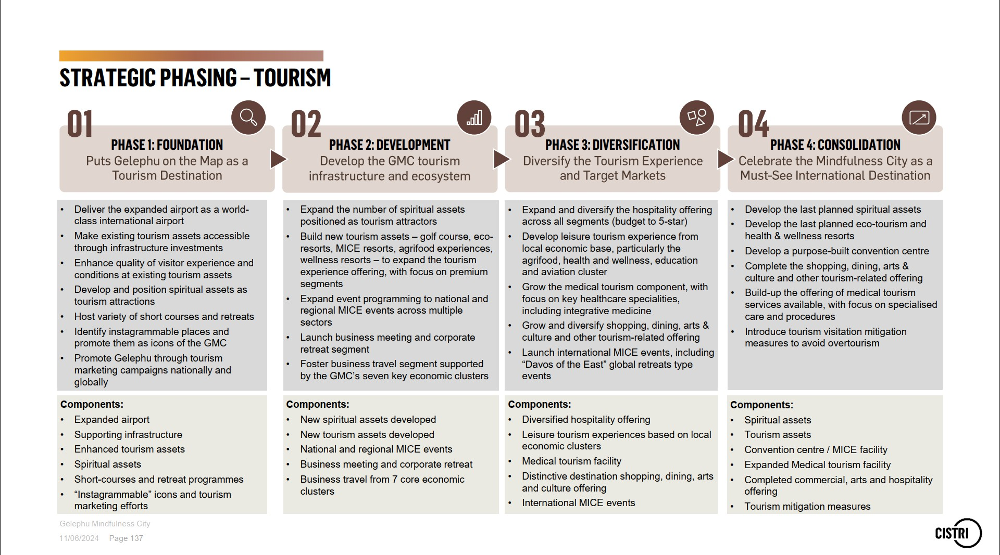 STRATEGIC PHASING – TOURISM
01
PHASE 1: FOUNDATION
Puts Gelephu on the Map as a
Tourism Destination
• Deliver the expanded airport as a world-
class international airport
• Make existing tourism assets accessible
through infrastructure investments
• Enhance quality of visitor experience and
conditions at existing tourism assets
• Develop and position spiritual assets as
tourism attractions
• Host variety of short courses and retreats
• Identify instagrammable places and
promote them as icons of the GMC
• Promote Gelephu through tourism
marketing campaigns nationally and
globally
Components:
• Expanded airport
• Supporting infrastructure
• Enhanced tourism assets
• Spiritual assets
• Short-courses and retreat programmes
• “Instagrammable” icons and tourism
marketing efforts
02
PHASE 2: DEVELOPMENT
Develop the GMC tourism
infrastructure and ecosystem
• Expand the number of spiritual assets
positioned as tourism attractors
• Build new tourism assets – golf course, eco-
resorts, MICE resorts, agrifood experiences,
wellness resorts – to expand the tourism
experience offering, with focus on premium
segments
• Expand event programming to national and
regional MICE events across multiple
sectors
• Launch business meeting and corporate
retreat segment
• Foster business travel segment supported
by the GMC’s seven key economic clusters
Components:
• New spiritual assets developed
• New tourism assets developed
• National and regional MICE events
• Business meeting and corporate retreat
• Business travel from 7 core economic
clusters
03
PHASE 3: DIVERSIFICATION
Diversify the Tourism Experience
and Target Markets
• Expand and diversify the hospitality offering
across all segments (budget to 5-star)
• Develop leisure tourism experience from
local economic base, particularly the
agrifood, health and wellness, education
and aviation cluster
• Grow the medical tourism component, with
focus on key healthcare specialities,
including integrative medicine
• Grow and diversify shopping, dining, arts &
culture and other tourism-related offering
• Launch international MICE events, including
“Davos of the East” global retreats type
events
Components:
• Diversified hospitality offering
• Leisure tourism experiences based on local
economic clusters
• Medical tourism facility
• Distinctive destination shopping, dining, arts
and culture offering
• International MICE events
04
PHASE 4: CONSOLIDATION
Celebrate the Mindfulness City as a
Must-See International Destination
• Develop the last planned spiritual assets
• Develop the last planned eco-tourism and
health & wellness resorts
• Develop a purpose-built convention centre
• Complete the shopping, dining, arts &
culture and other tourism-related offering
• Build-up the offering of medical tourism
services available, with focus on specialised
care and procedures
• Introduce tourism visitation mitigation
measures to avoid overtourism
Components:
• Spiritual assets
• Tourism assets
• Convention centre / MICE facility
• Expanded Medical tourism facility
• Completed commercial, arts and hospitality
offering
• Tourism mitigation measures
Gelephu Mindfulness City
11/06/2024 Page 137
CISTRI